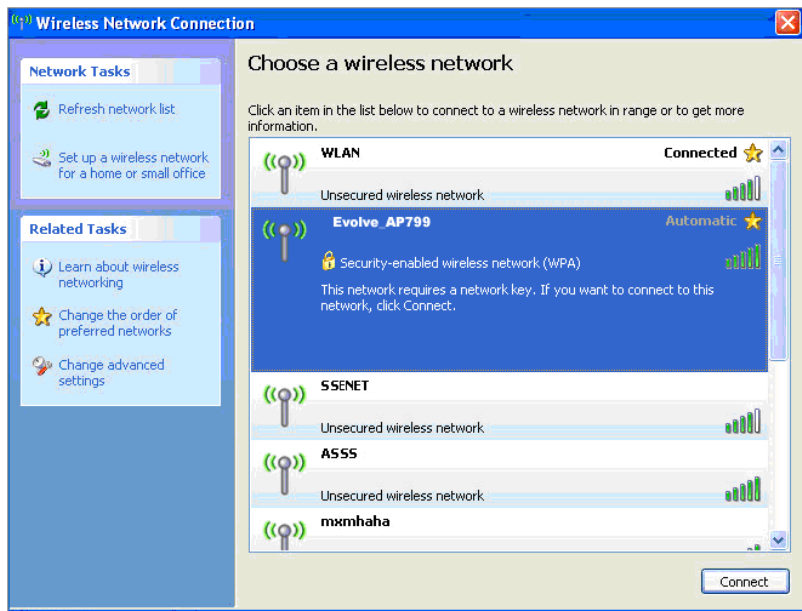 Wireless Network Connection
Network Tasks
Refresh network list
Set up a wireless network
for a home or small office
Related Tasks
Learn about wireless
networking
Change the order of
preferred networks
Change advanced
settings
Choose a wireless network
Click an item in the list below to connect to a wireless network in range or to get more
information.
WLAN Connected
Unsecured wireless network
Evolve_AP799 Automatic
Security-enabled wireless network (WPA)
This network requires a network key. If you want to connect to this
network, click Connect.
SSENET
Unsecured wireless network
ASSS
Unsecured wireless network
mxmhaha
Connect